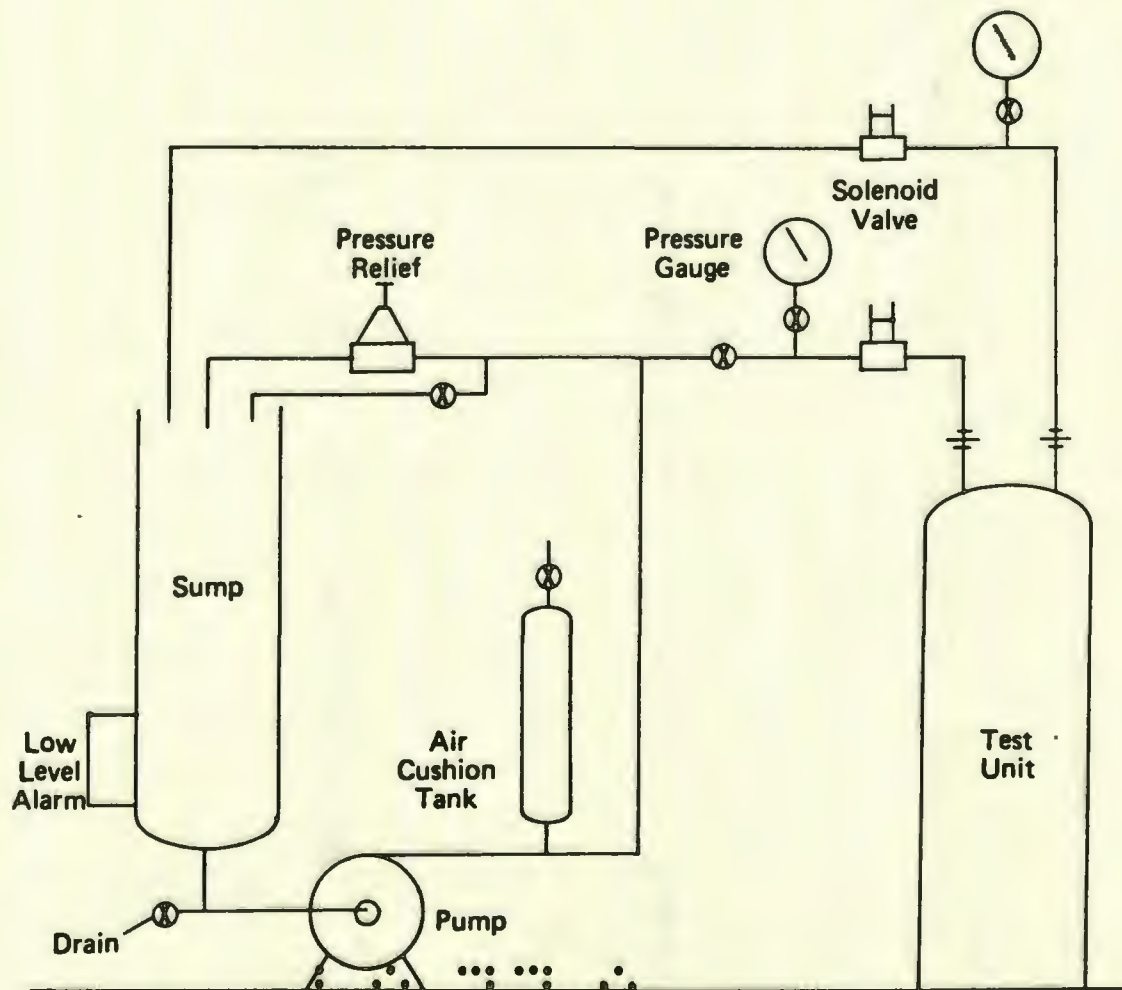 Solenoid
Valve
Pressure
Relief
Pressure
Gauge
Sump
Low
Level
Alarm
Air
Cushion
Tank
Test
Unit
Pump
Drain